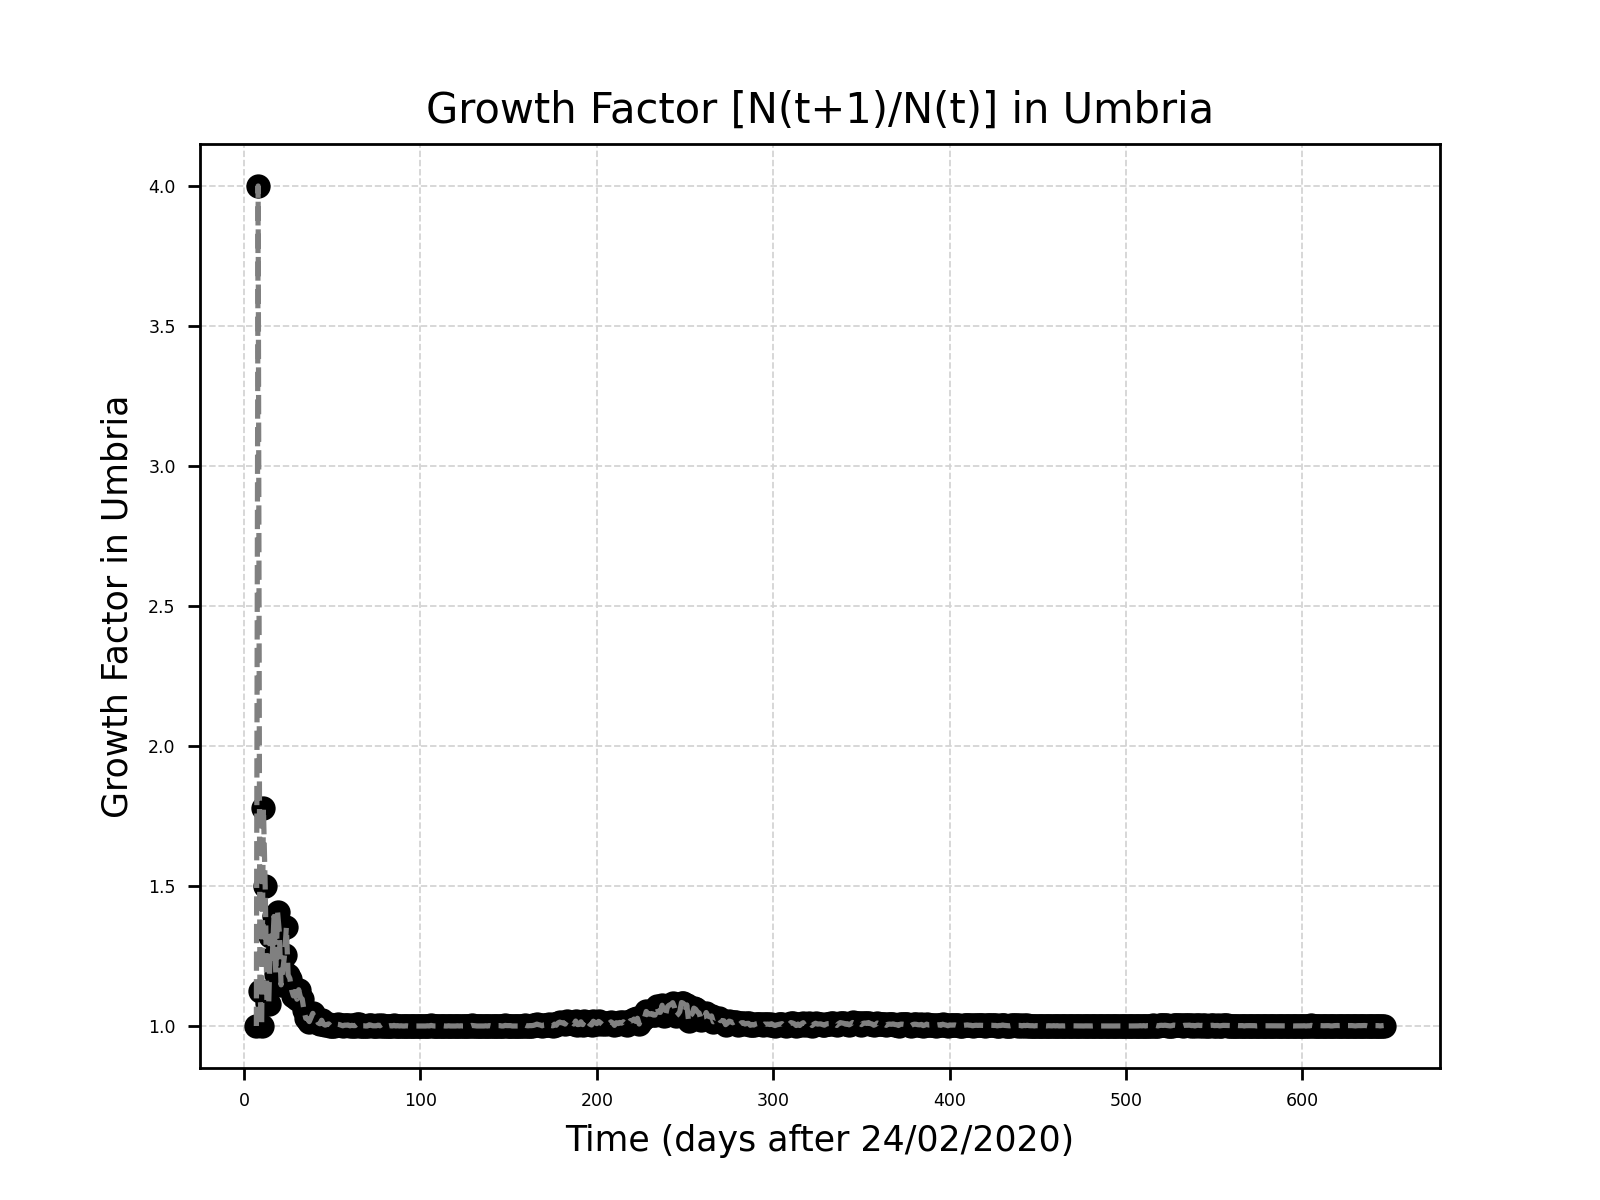 Growth Factor [N(t+1)/N(t)] in Umbria
Growth Factor in Umbria
4.0
3.5
3.0
2.5
2.0
1.5
1.0
0 100 200 300 400 500 600
Time (days after 24/02/2020)